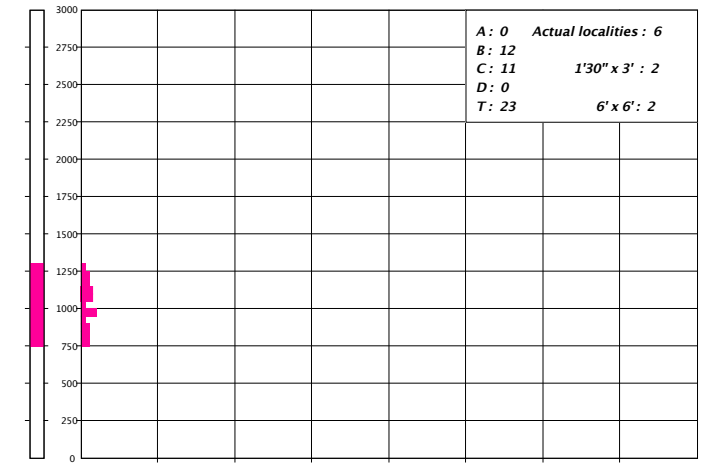 3000
A : 0 Actual localities : 6
2750
B : 12
C : 11 1'30" x 3' : 2
2500
D : 0
T : 23 6' x 6' : 2
2250
2000
1750
1500
1250
1000
750
500
250
0